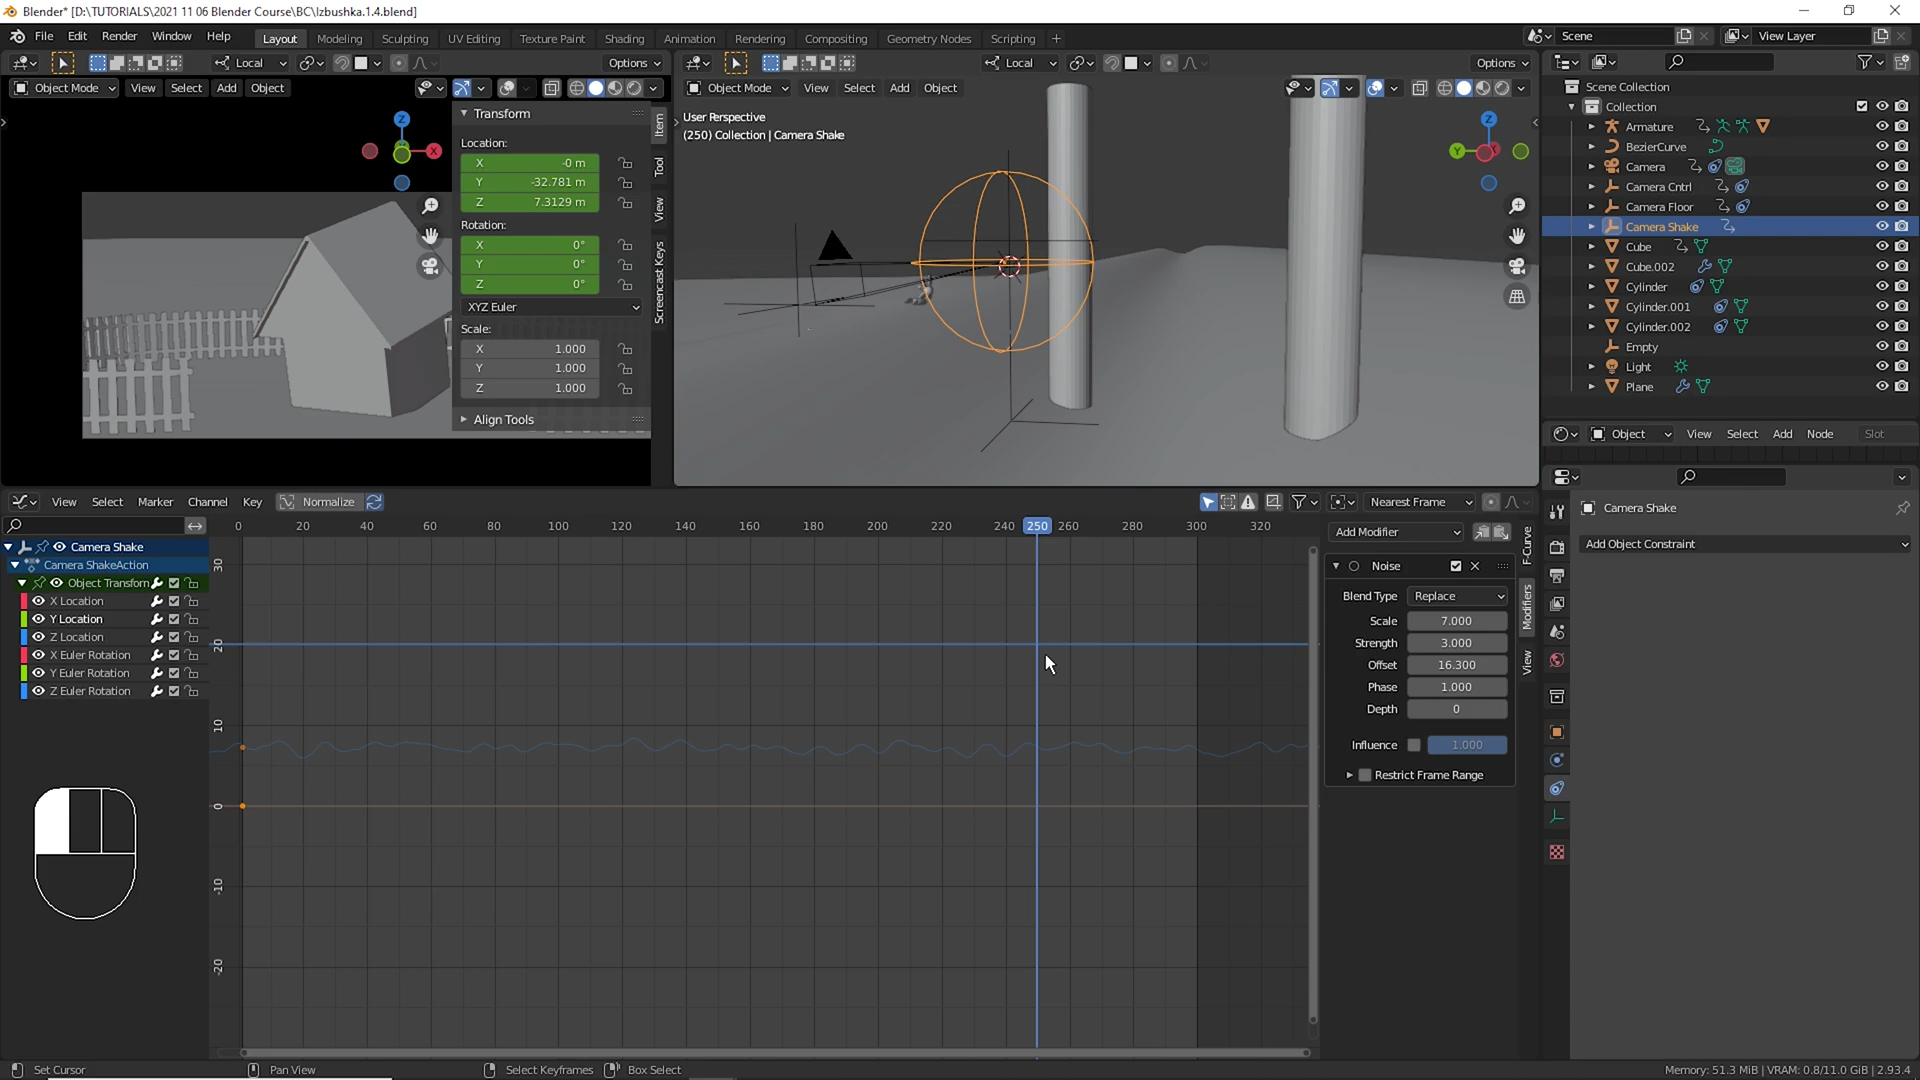 Blender* [D:\TUTORIALS\2021 11 06 Blender Course\BC\Izbushka.1.4.blend]
File Edit Render Window Help Layout Modeling Sculpting UV Editing Texture Paint Shading Animation Rendering Compositing Geometry Nodes Scripting + Scene View Layer
Local Options Local Options
Object Mode View Select Add Object Object Mode View Select Add Object
Scene Collection
Collection
Armature
BezierCurve
Camera
Camera Cntrl
Camera Floor
Camera Shake
Cube
Cube.002
Cylinder
Cylinder.001
Cylinder.002
Empty
Light
Plane
Transform
Location:
X -0 m
Y -32.781 m
Z 7.3129 m
Rotation:
X 0°
Y 0°
Z 0°
XYZ Euler
Scale:
X 1.000
Y 1.000
Z 1.000
Align Tools
Item
Tool
View
Screencast Keys
Z
X
User Perspective
(250) Collection | Camera Shake
Z
Y
X
Object View Select Add Node Slot
Camera Shake
Add Object Constraint
View Select Marker Channel Key Normalize Nearest Frame
0 20 40 60 80 100 120 140 160 180 200 220 240 250 260 280 300 320
Camera Shake
Camera ShakeAction
Object Transform
X Location
Y Location
Z Location
X Euler Rotation
Y Euler Rotation
Z Euler Rotation
30
20
10
0
-10
-20
Add Modifier
Noise
Blend Type Replace
Scale 7.000
Strength 3.000
Offset 16.300
Phase 1.000
Depth 0
Influence 1.000
Restrict Frame Range
F-Curve
Modifiers
View
Set Cursor Pan View Select Keyframes Box Select Memory: 51.3 MiB | VRAM: 0.8/11.0 GiB | 2.93.4